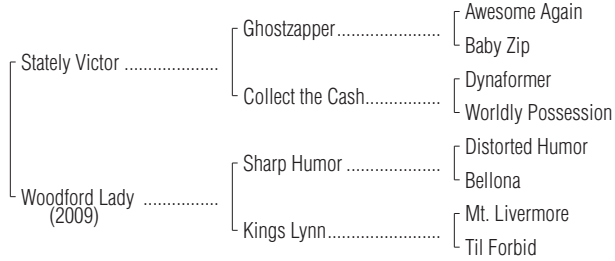 Awesome Again
Ghostzapper....................
Baby Zip
Stately Victor ...................
Dynaformer
Collect the Cash...............
Worldly Possession
Distorted Humor
Sharp Humor ...................
Bellona
Woodford Lady ................
(2009)
Mt. Livermore
Kings Lynn.......................
Til Forbid